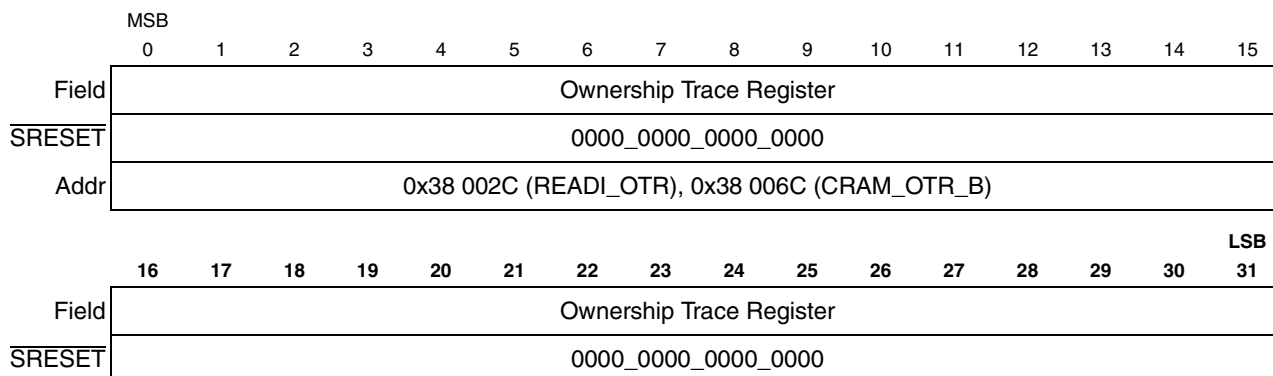 MSB
0 1 2 3 4 5 6 7 8 9 10 11 12 13 14 15
Field Ownership Trace Register
SRESET 0000_0000_0000_0000
Addr 0x38 002C (READI_OTR), 0x38 006C (CRAM_OTR_B)
LSB
16 17 18 19 20 21 22 23 24 25 26 27 28 29 30 31
Field Ownership Trace Register
SRESET 0000_0000_0000_0000